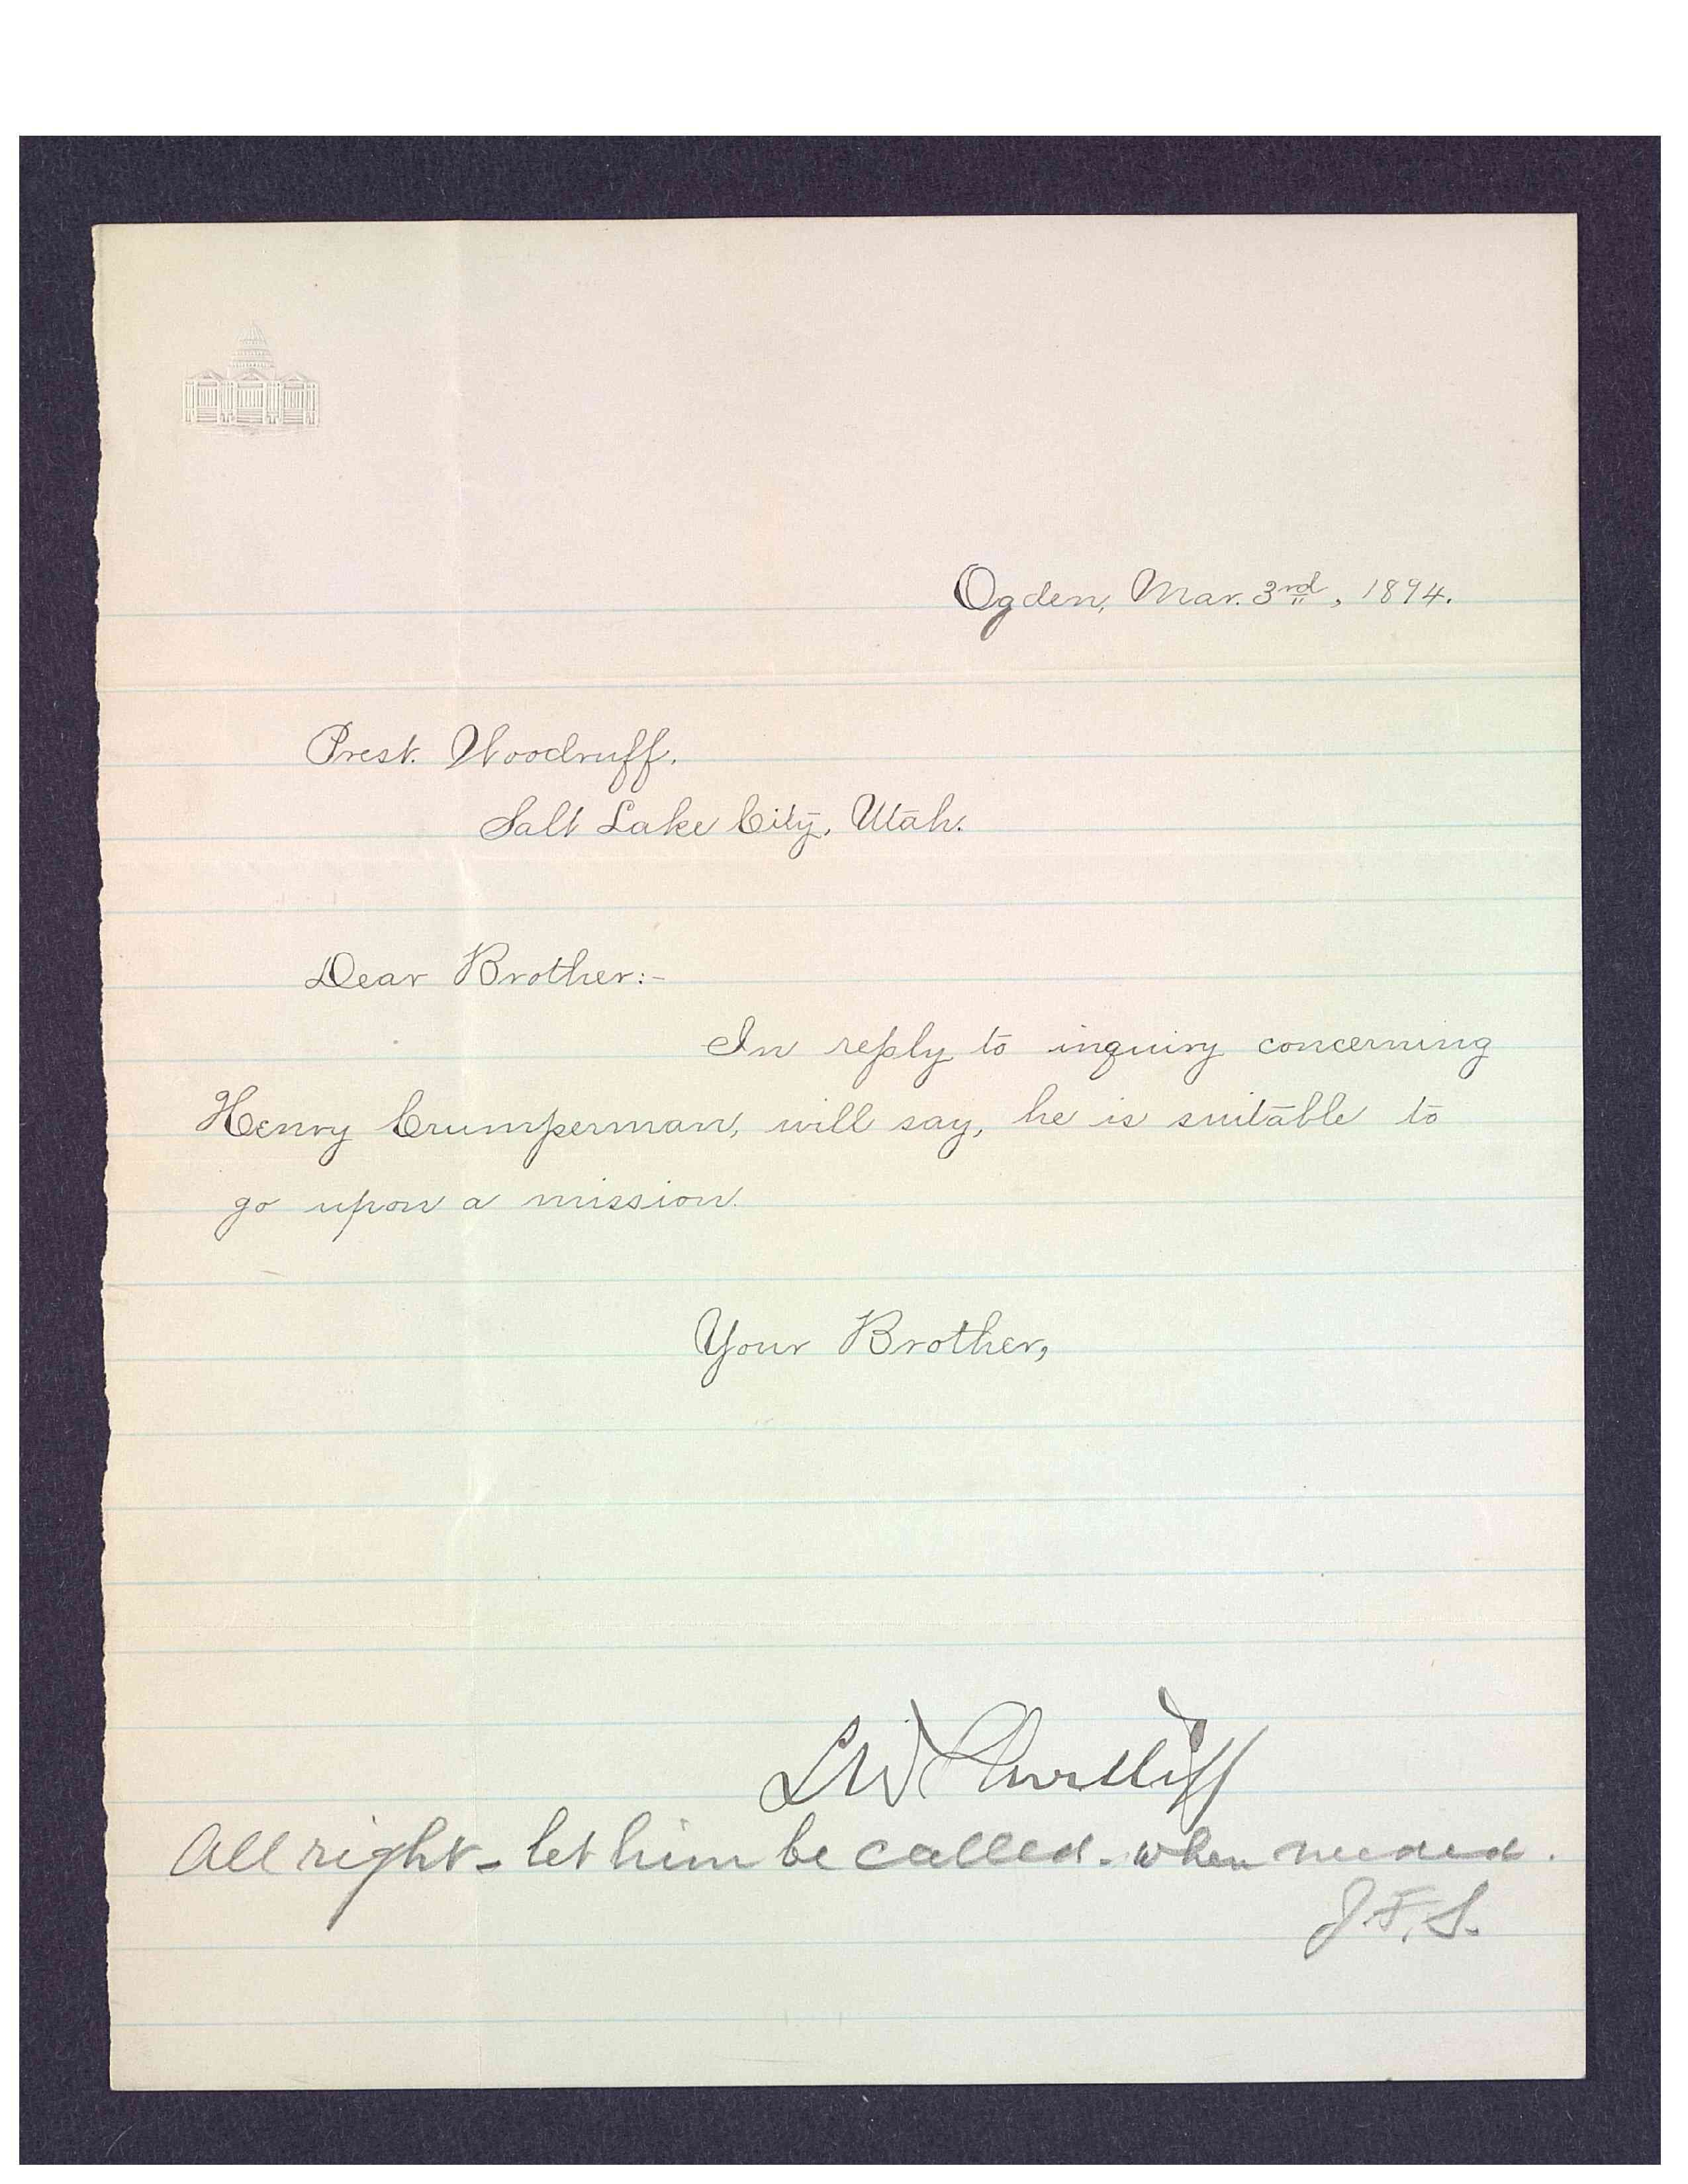 Ogden, Mar. 3rd, 1894.
Prest. Woodruff.
Salt Lake City, Utah.
Dear Brother:-
In reply to inquiry concerning
Henry Crumperman, will say, he is suitable to
go upon a mission.
Your Brother,
L W Shurtliff
All right - let him be called - when needed.
J. F. S.